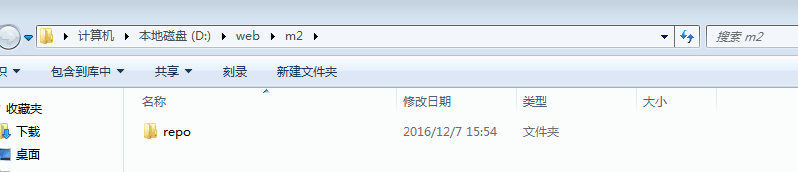 计算机 本地磁盘 (D:) web m2 搜索 m2
包含到库中 共享 刻录 新建文件夹
名称 修改日期 类型 大小
收藏夹
下载 repo 2016/12/7 15:54 文件夹
桌面